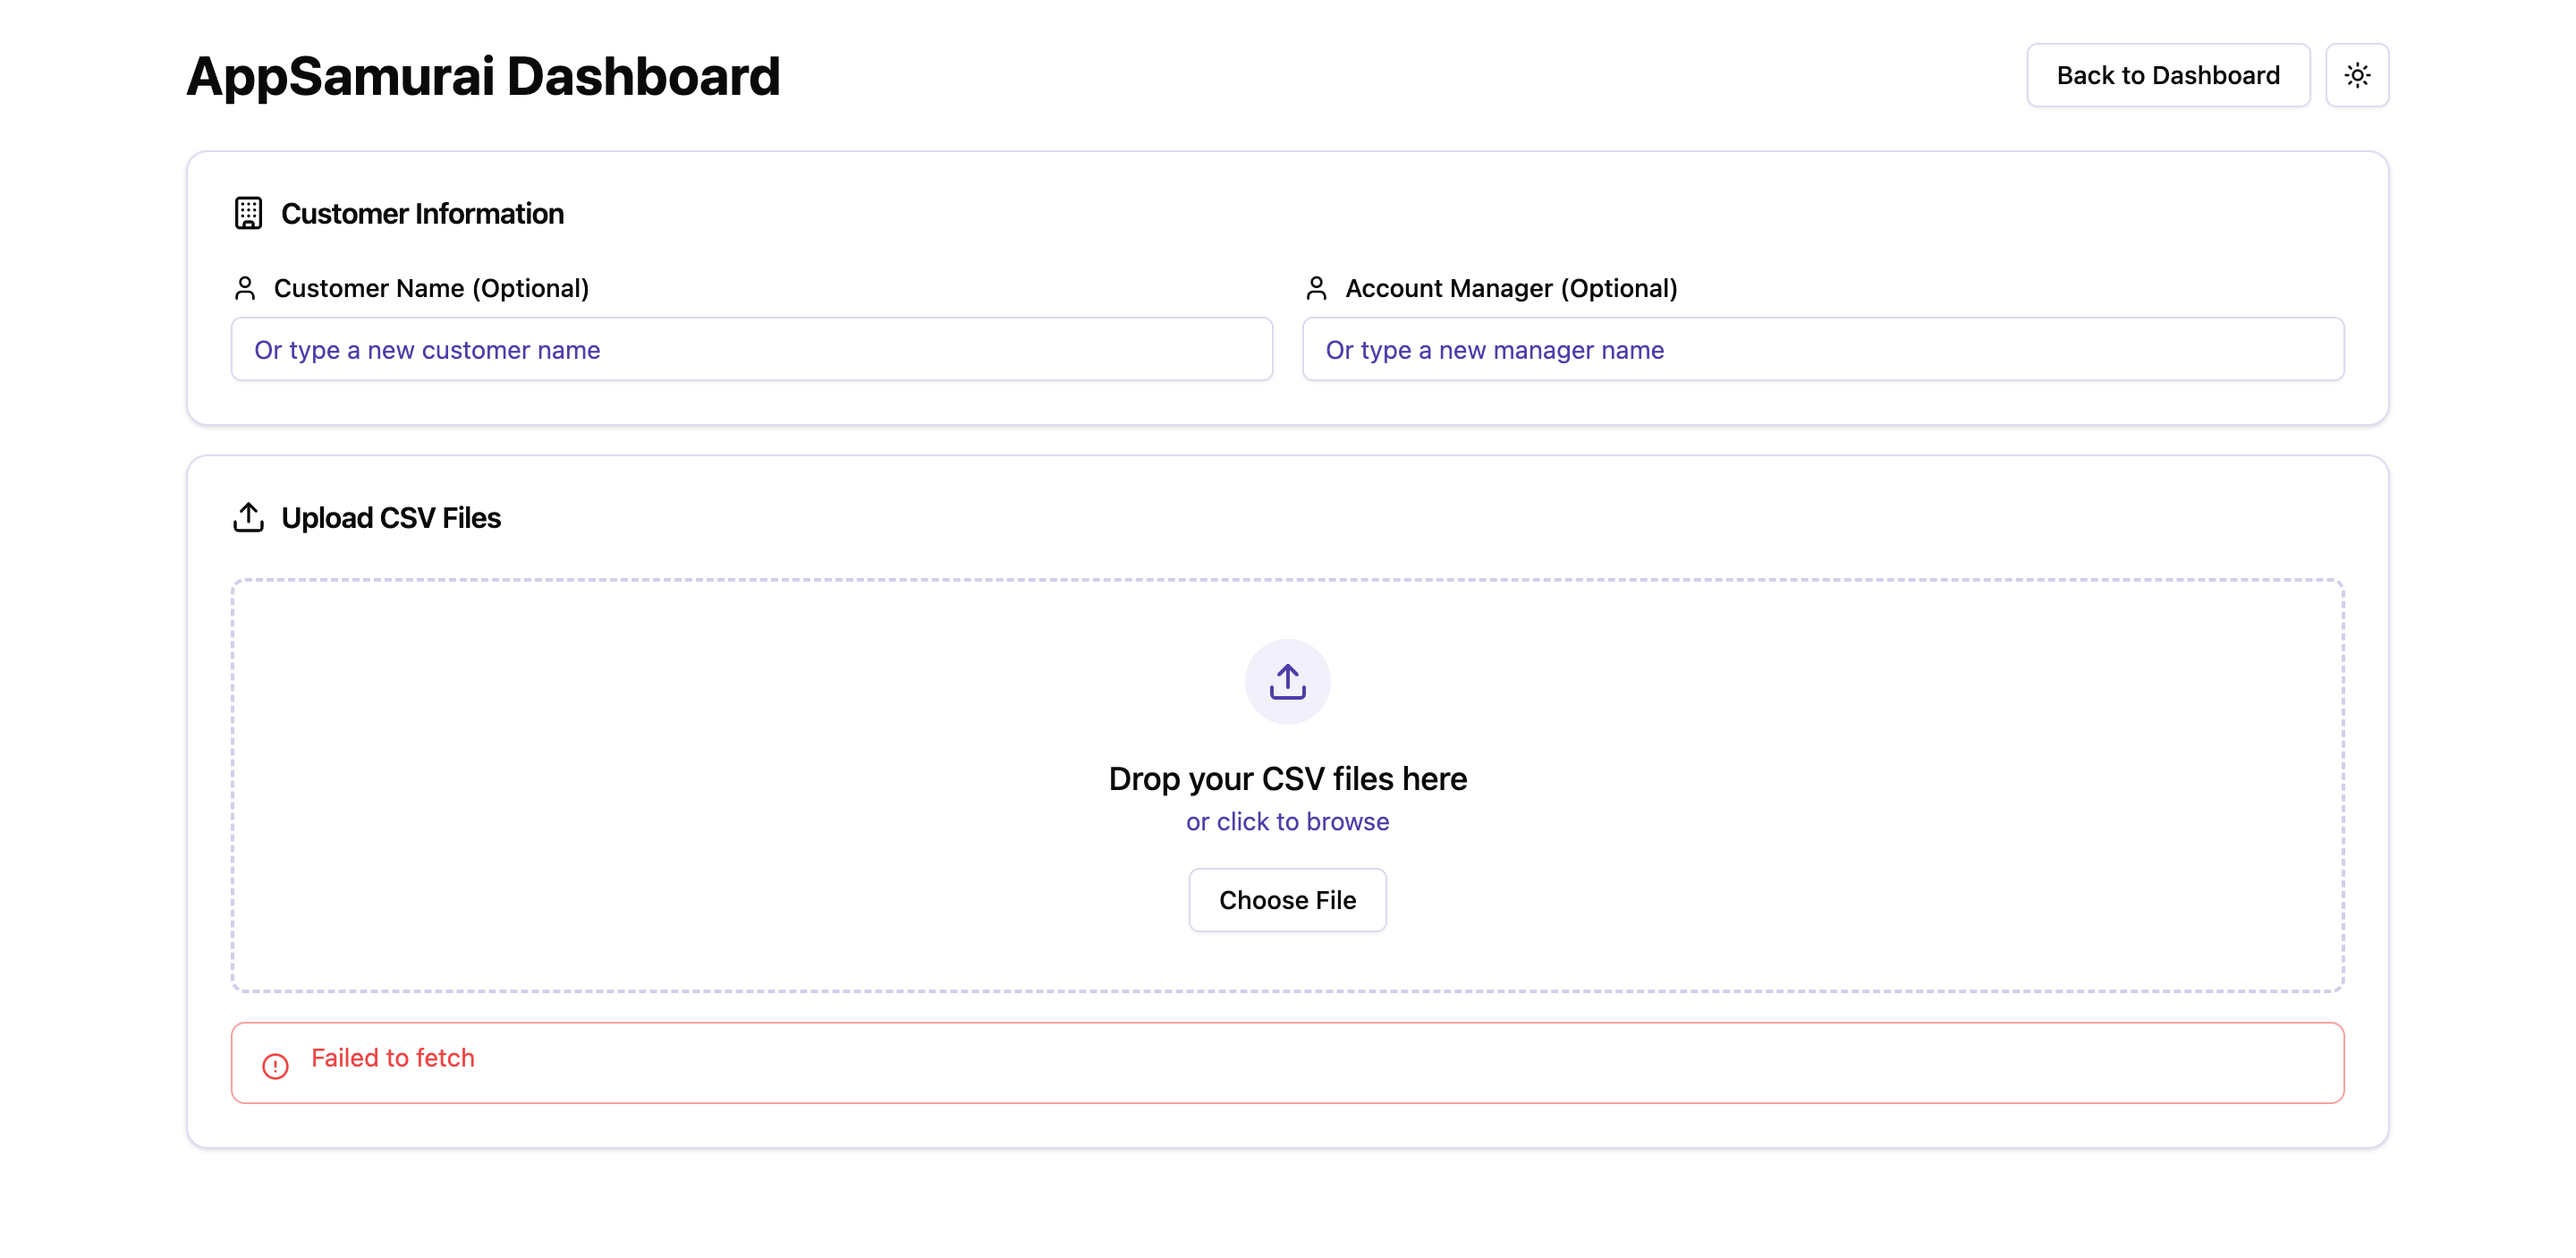 AppSamurai Dashboard
Back to Dashboard
Customer Information
Customer Name (Optional)
Or type a new customer name
Account Manager (Optional)
Or type a new manager name
Upload CSV Files
Drop your CSV files here
or click to browse
Choose File
Failed to fetch